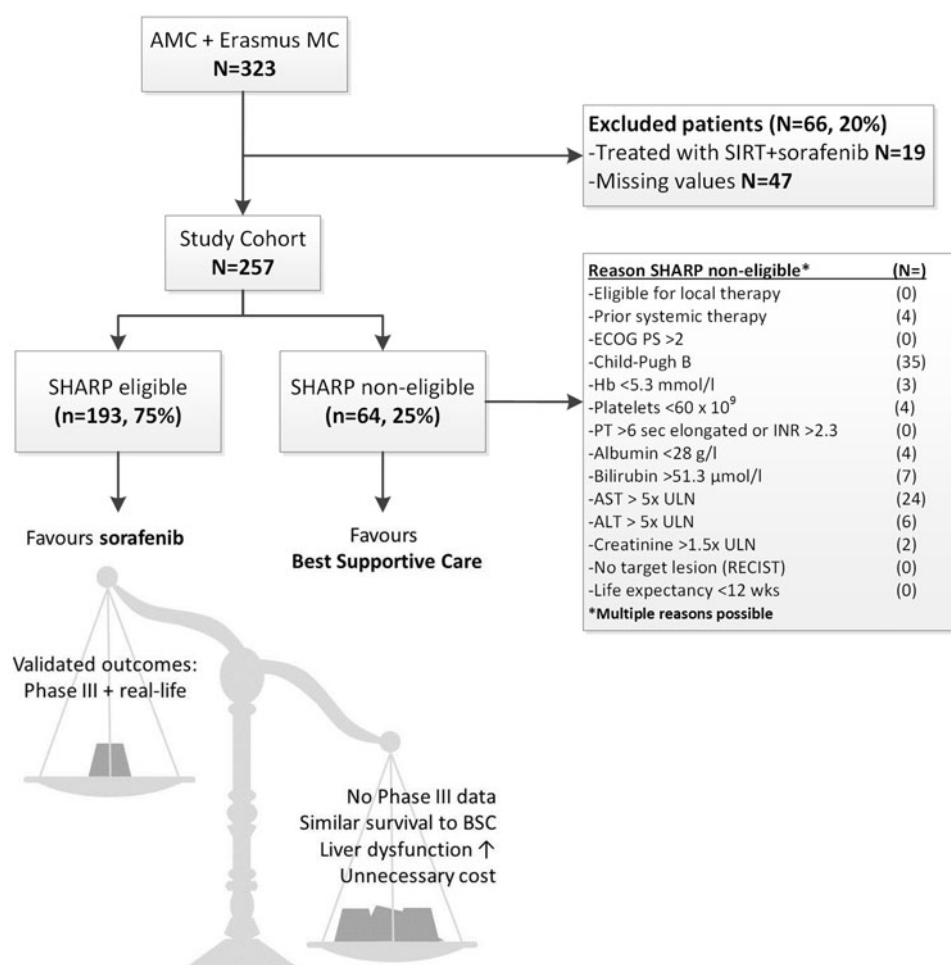 AMC + Erasmus MC
N=323
Excluded patients (N=66, 20%)
-Treated with SIRT+sorafenib N=19
-Missing values N=47
Study Cohort
N=257
SHARP eligible
(n=193, 75%)
SHARP non-eligible
(n=64, 25%)
Reason SHARP non-eligible* (N=)
-Eligible for local therapy (0)
-Prior systemic therapy (4)
-ECOG PS >2 (0)
-Child-Pugh B (35)
-Hb <5.3 mmol/l (3)
-Platelets <60 x 10⁹ (4)
-PT >6 sec elongated or INR >2.3 (0)
-Albumin <28 g/l (4)
-Bilirubin >51.3 µmol/l (7)
-AST > 5x ULN (24)
-ALT > 5x ULN (6)
-Creatinine >1.5x ULN (2)
-No target lesion (RECIST) (0)
-Life expectancy <12 wks (0)
*Multiple reasons possible
Favours sorafenib
Favours
Best Supportive Care
Validated outcomes:
Phase III + real-life
No Phase III data
Similar survival to BSC
Liver dysfunction ↑
Unnecessary cost